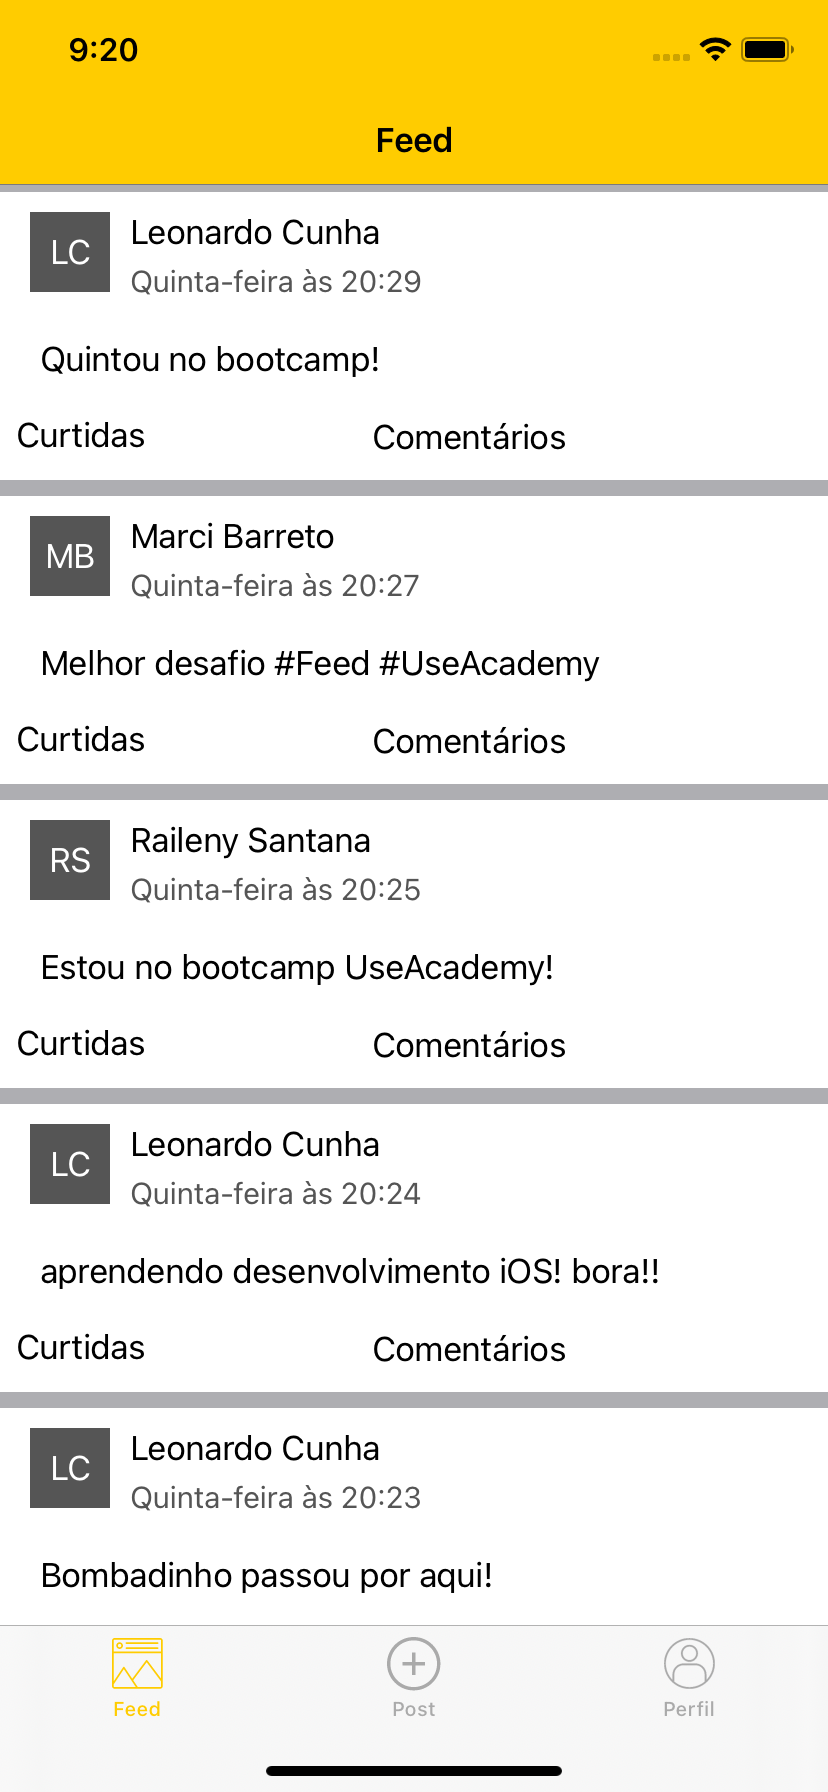 9:20
Feed
LC
Leonardo Cunha
Quinta-feira às 20:29
Quintou no bootcamp!
Curtidas Comentários
MB
Marci Barreto
Quinta-feira às 20:27
Melhor desafio #Feed #UseAcademy
Curtidas Comentários
RS
Raileny Santana
Quinta-feira às 20:25
Estou no bootcamp UseAcademy!
Curtidas Comentários
LC
Leonardo Cunha
Quinta-feira às 20:24
aprendendo desenvolvimento iOS! bora!!
Curtidas Comentários
LC
Leonardo Cunha
Quinta-feira às 20:23
Bombadinho passou por aqui!
Feed Post Perfil